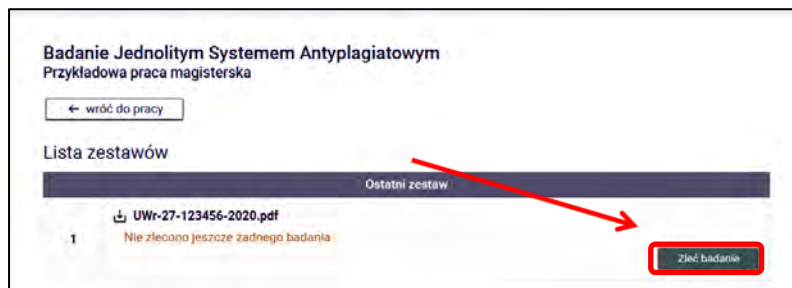 Badanie Jednolitym Systemem Antyplagiatowym
Przykładowa praca magisterska
← wróć do pracy
Lista zestawów
Ostatni zestaw
UWr-27-123456-2020.pdf
1 Nie zlecono jeszcze żadnego badania
Zleć badanie